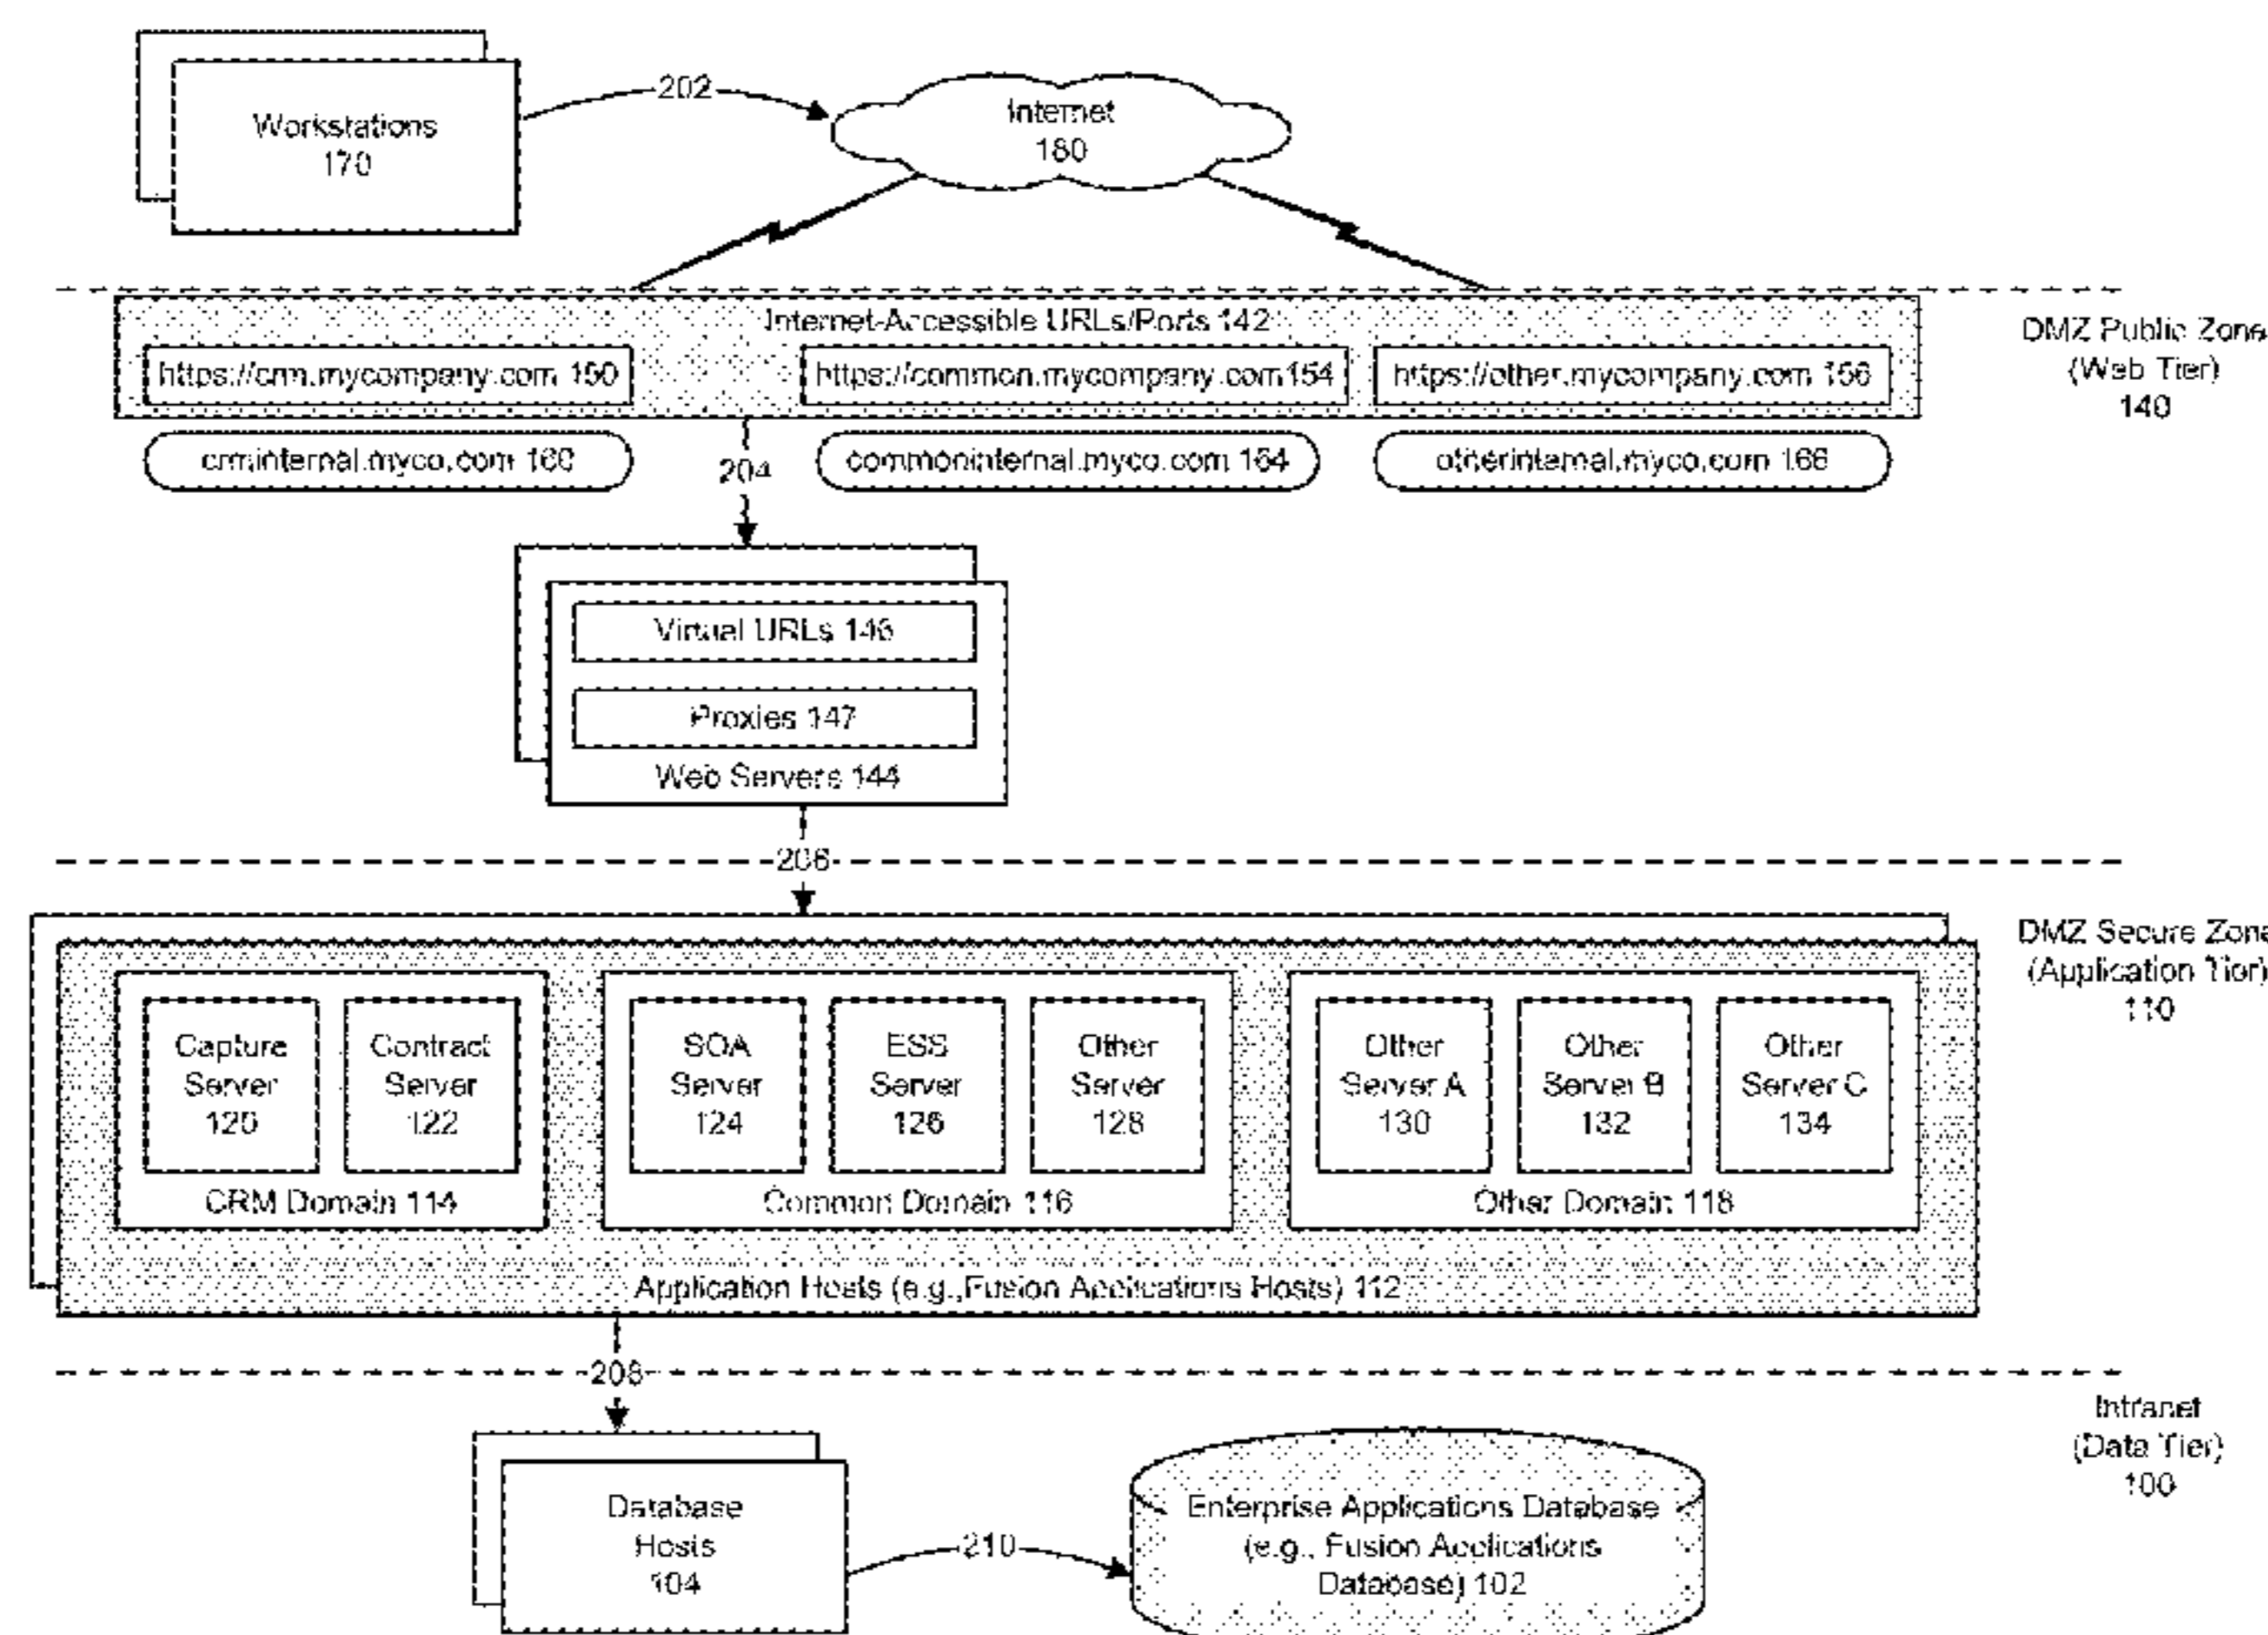 Workstations
170
202
Internet
180
Internet-Accessible URLs/Ports 142
https://crm.mycompany.com 150
https://common.mycompany.com154
https://other.mycompany.com 156
DMZ Public Zone
(Web Tier)
140
crminternal.myco.com 160
204
commoninternal.myco.com 164
otherinternal.myco.com 166
Virtual URLs 146
Proxies 147
Web Servers 144
206
DMZ Secure Zone
(Application Tier)
110
Capture
Server
120
Contract
Server
122
CRM Domain 114
SOA
Server
124
ESS
Server
126
Other
Server
128
Common Domain 116
Other
Server A
130
Other
Server B
132
Other
Server C
134
Other Domain 118
Application Hosts (e.g.,Fusion Applications Hosts) 112
208
Intranet
(Data Tier)
100
Database
Hosts
104
210
Enterprise Applications Database
(e.g., Fusion Applications
Database) 102